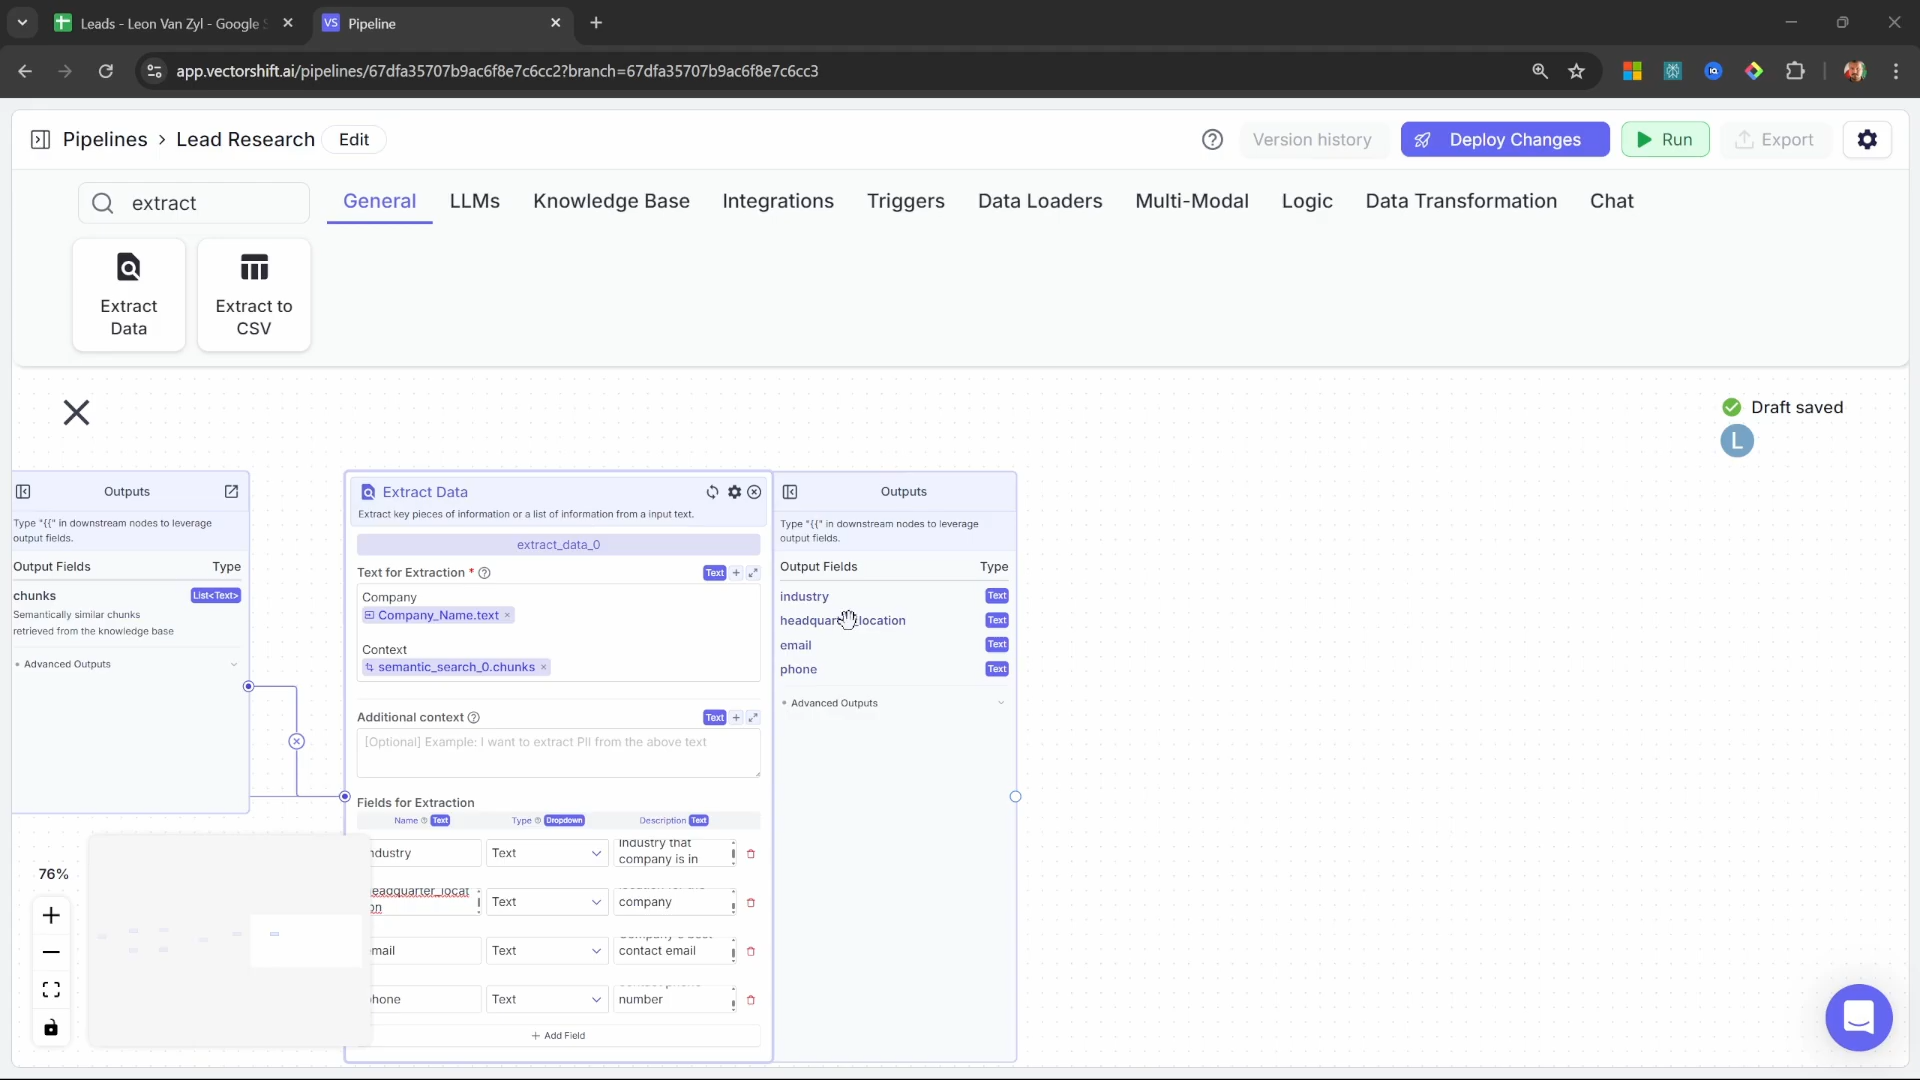 Leads - Leon Van Zyl - Google
VS Pipeline
app.vectorshift.ai/pipelines/67dfa35707b9ac6f8e7c6cc2?branch=67dfa35707b9ac6f8e7c6cc3
Pipelines > Lead Research Edit
Version history
Deploy Changes
Run
Export
extract
General LLMs Knowledge Base Integrations Triggers Data Loaders Multi-Modal Logic Data Transformation Chat
Extract
Data
Extract to
CSV
Draft saved
L
Outputs
Type "{{" in downstream nodes to leverage
output fields.
Output Fields Type
chunks List<Text>
Semantically similar chunks
retrieved from the knowledge base
Advanced Outputs
Extract Data
Extract key pieces of information or a list of information from a input text.
extract_data_0
Text for Extraction * Text
Company
Company_Name.text
Context
semantic_search_0.chunks
Additional context Text
[Optional] Example: I want to extract PII from the above text
Fields for Extraction
Name Text Type Dropdown Description Text
ndustry Text industry that
company is in
eadquarter_locat
on Text company
mail Text contact email
hone Text number
+ Add Field
Outputs
Type "{{" in downstream nodes to leverage
output fields.
Output Fields Type
industry Text
headquarter_location Text
email Text
phone Text
Advanced Outputs
76%